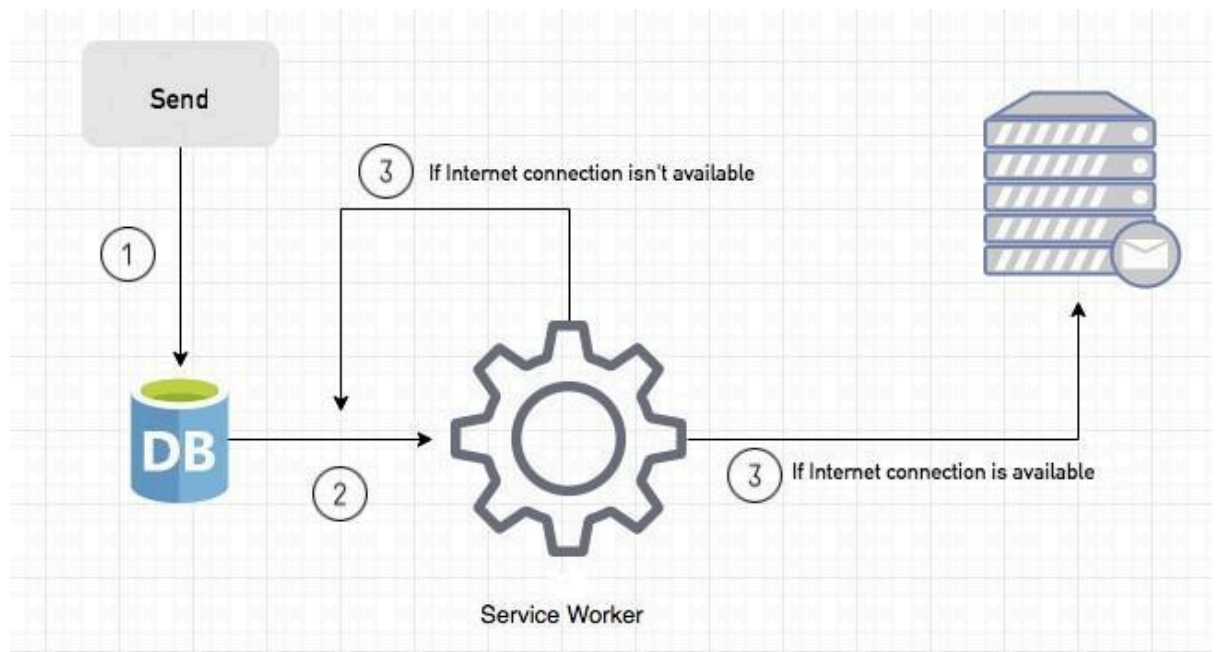 Send
3
If Internet connection isn't available
1
DB
2
3
If Internet connection is available
Service Worker